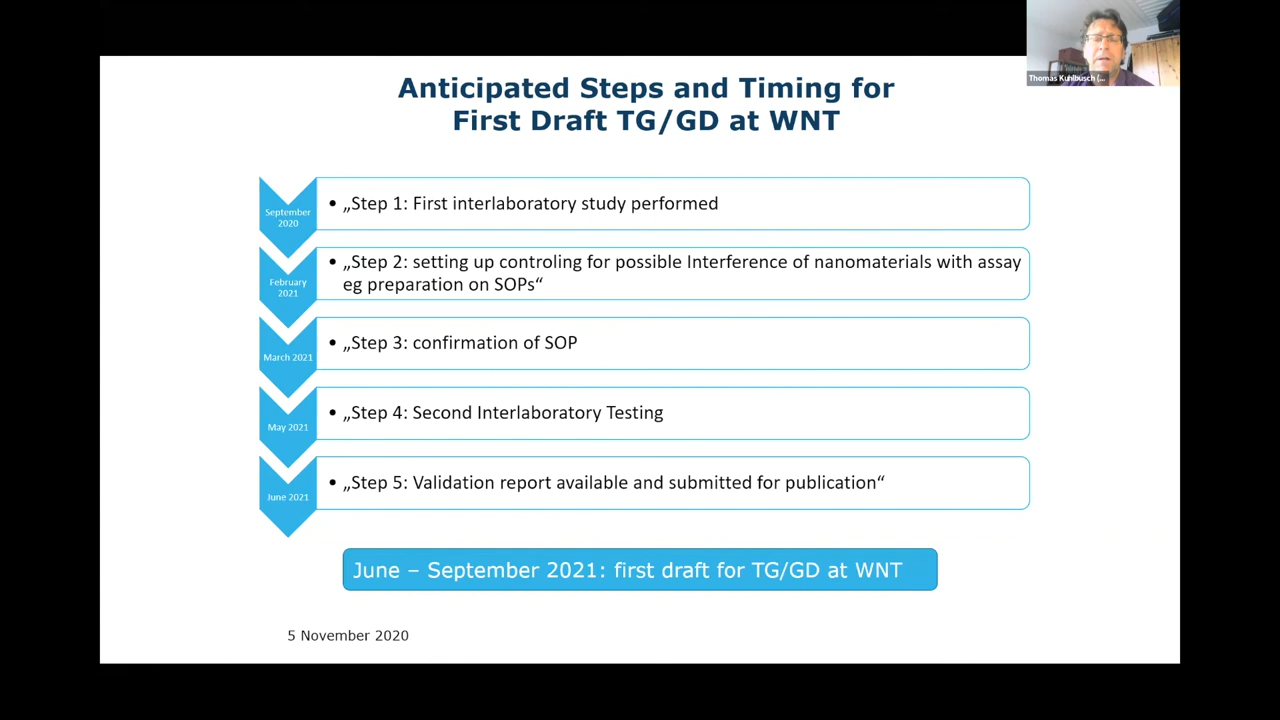 Anticipated Steps and Timing for
First Draft TG/GD at WNT
Thomas Kuhlbusch (...
September
2020
• „Step 1: First interlaboratory study performed
February
2021
• „Step 2: setting up controling for possible Interference of nanomaterials with assay
eg preparation on SOPs“
March 2021
• „Step 3: confirmation of SOP
May 2021
• „Step 4: Second Interlaboratory Testing
June 2021
• „Step 5: Validation report available and submitted for publication“
June – September 2021: first draft for TG/GD at WNT
5 November 2020